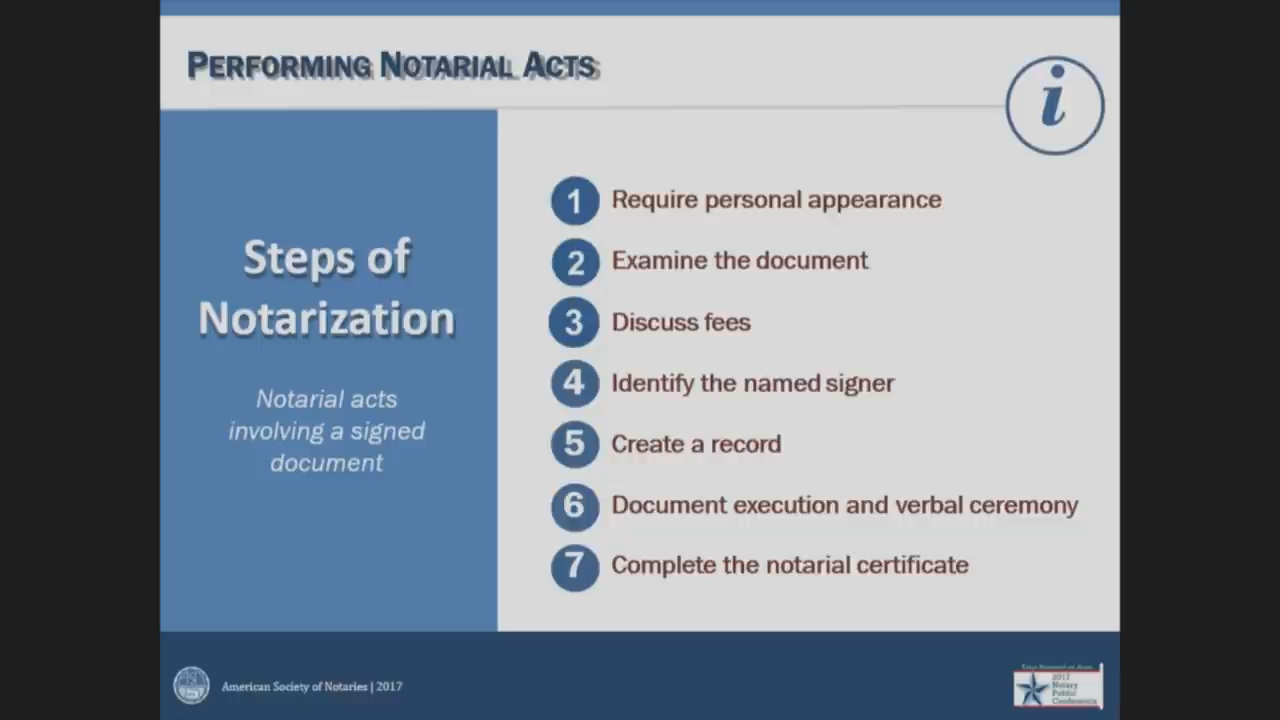 PERFORMING NOTARIAL ACTS
i
Steps of
Notarization
Notarial acts
involving a signed
document
1 Require personal appearance
2 Examine the document
3 Discuss fees
4 Identify the named signer
5 Create a record
6 Document execution and verbal ceremony
7 Complete the notarial certificate
American Society of Notaries | 2017
2017
Notary
Public
Conference